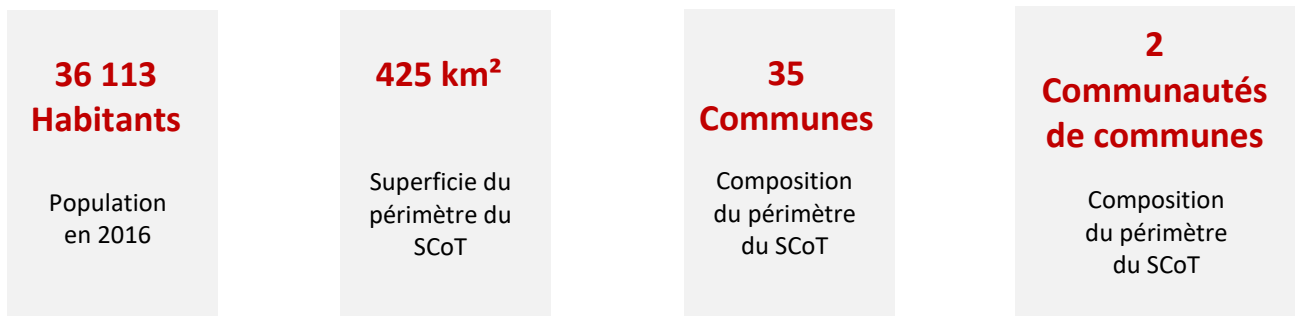 36 113
Habitants
Population
en 2016
425 km²
Superficie du
périmètre du
SCoT
35
Communes
Composition
du périmètre
du SCoT
2
Communautés
de communes
Composition
du périmètre
du SCoT